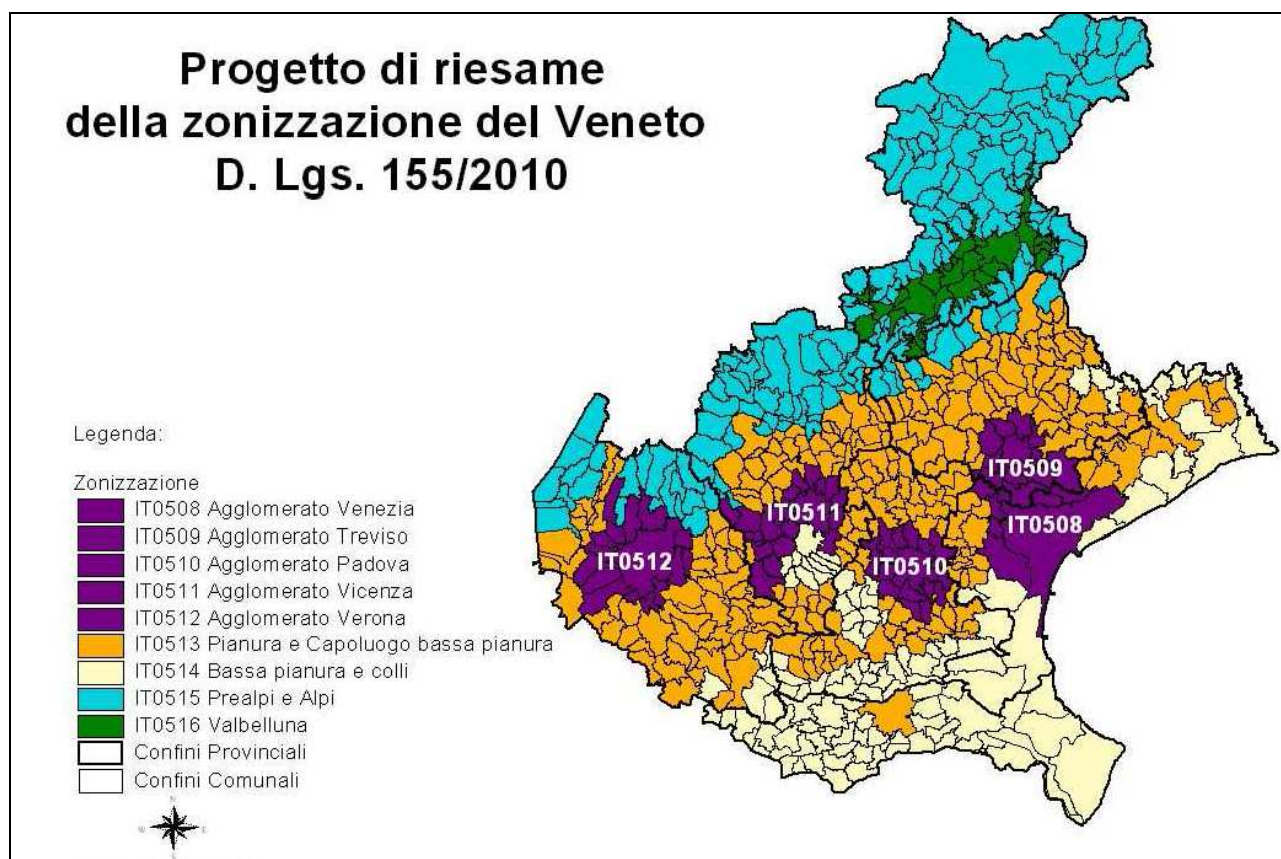 Progetto di riesame
della zonizzazione del Veneto
D. Lgs. 155/2010
Legenda:
Zonizzazione
IT0508 Agglomerato Venezia
IT0509 Agglomerato Treviso
IT0510 Agglomerato Padova
IT0511 Agglomerato Vicenza
IT0512 Agglomerato Verona
IT0513 Pianura e Capoluogo bassa pianura
IT0514 Bassa pianura e colli
IT0515 Prealpi e Alpi
IT0516 Valbelluna
Confini Provinciali
Confini Comunali
IT0509
IT0511
IT0508
IT0512
IT0510